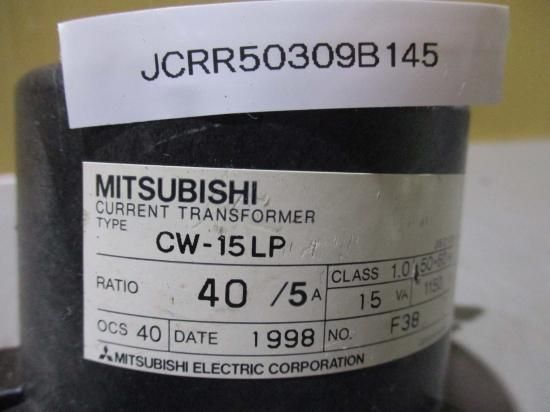 JCRR50309B145
MITSUBISHI
CURRENT TRANSFORMER
TYPE CW-15LP
RATIO 40 /5A CLASS 1.0
15 VA 1150
OCS 40 DATE 1998 NO. F38
MITSUBISHI ELECTRIC CORPORATION